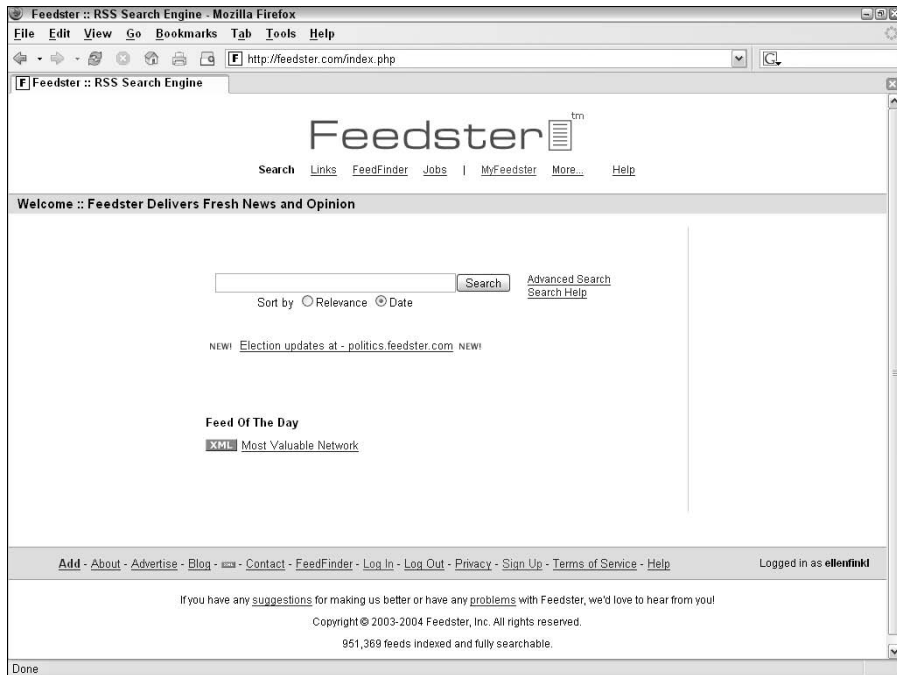 Feedster :: RSS Search Engine - Mozilla Firefox
File Edit View Go Bookmarks Tab Tools Help
F http://feedster.com/index.php G
F Feedster :: RSS Search Engine
Feedster tm
Search Links FeedFinder Jobs | MyFeedster More... Help
Welcome :: Feedster Delivers Fresh News and Opinion
Search Advanced Search
Search Help
Sort by Relevance Date
NEW! Election updates at - politics.feedster.com NEW!
Feed Of The Day
XML Most Valuable Network
Add - About - Advertise - Blog - - Contact - FeedFinder - Log In - Log Out - Privacy - Sign Up - Terms of Service - Help Logged in as ellenfinkl
If you have any suggestions for making us better or have any problems with Feedster, we'd love to hear from you!
Copyright © 2003-2004 Feedster, Inc. All rights reserved.
951,369 feeds indexed and fully searchable.
Done